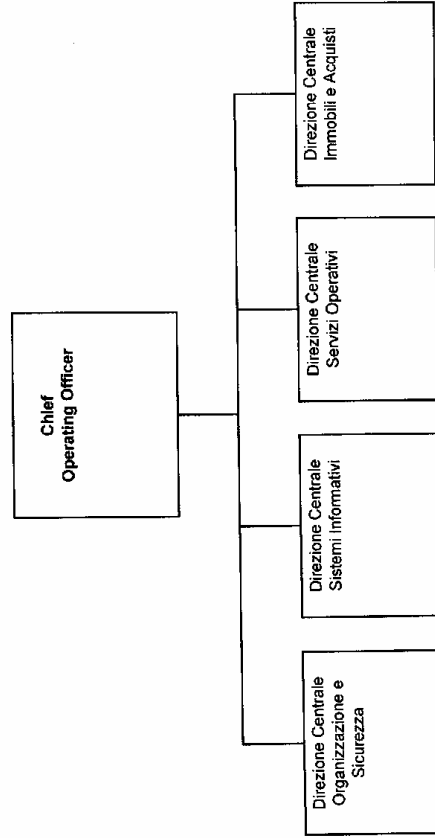 Chief
Operating Officer
Direzione Centrale
Organizzazione e
Sicurezza
Direzione Centrale
Sistemi Informativi
Direzione Centrale
Servizi Operativi
Direzione Centrale
Immobili e Acquisti